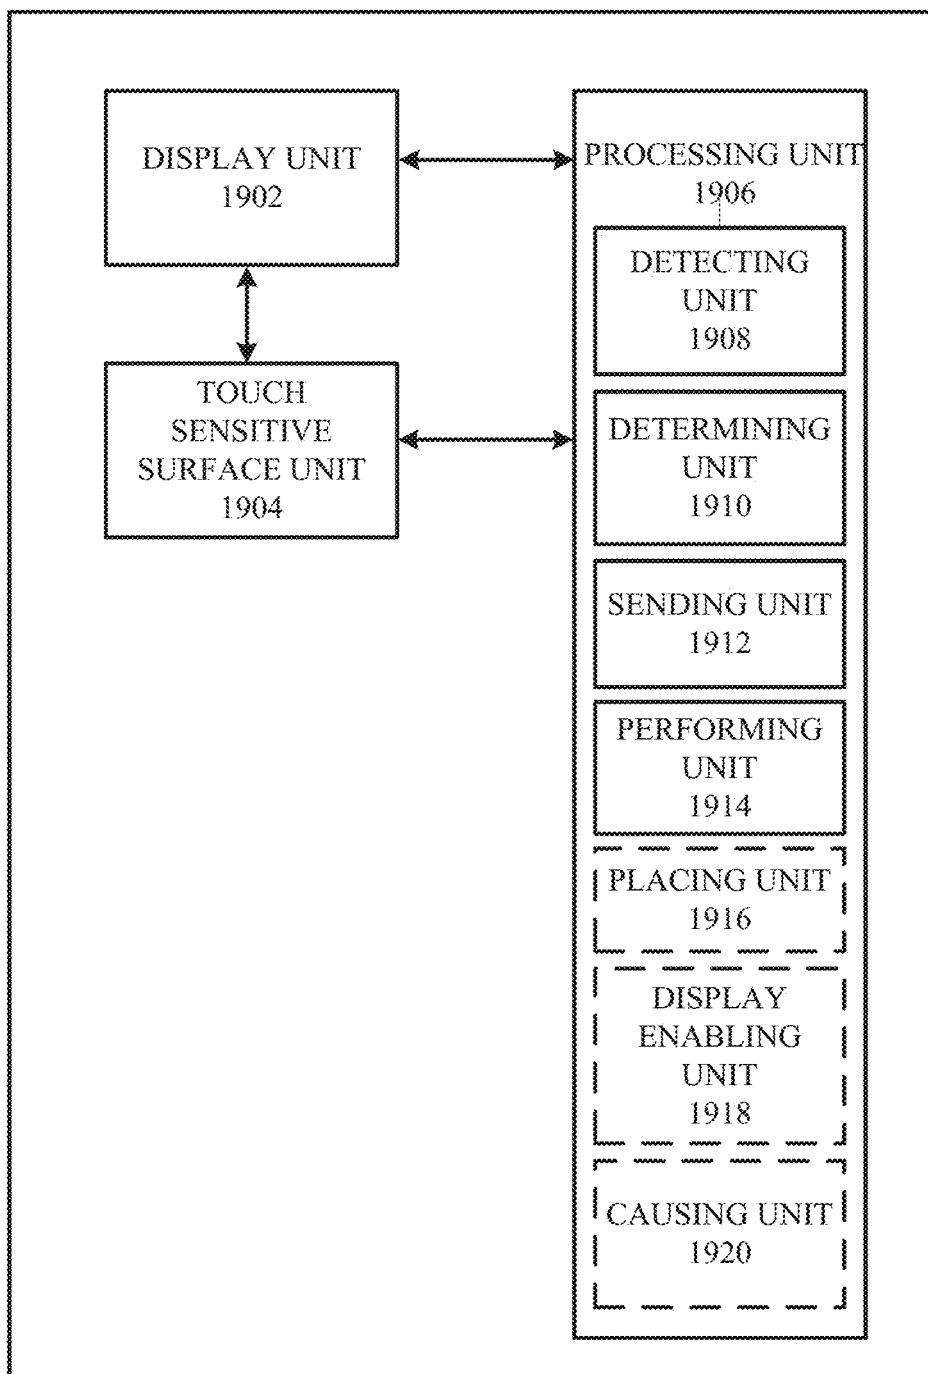 DISPLAY UNIT
1902
TOUCH
SENSITIVE
SURFACE UNIT
1904
PROCESSING UNIT
1906
DETECTING
UNIT
1908
DETERMINING
UNIT
1910
SENDING UNIT
1912
PERFORMING
UNIT
1914
PLACING UNIT
1916
DISPLAY
ENABLING
UNIT
1918
CAUSING UNIT
1920